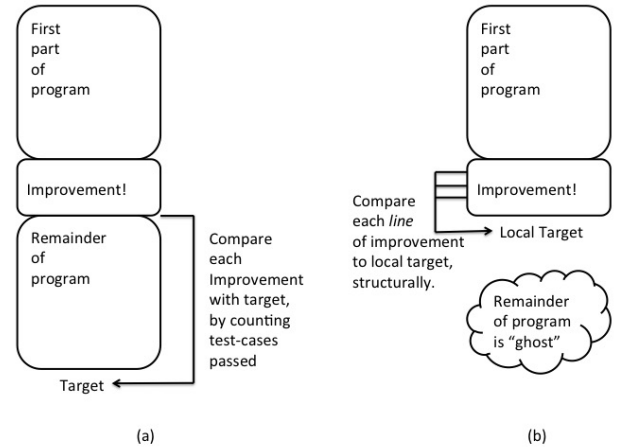 First
part
of
program
Improvement!
Remainder
of
program
Compare
each
Improvement
with target,
by counting
test-cases
passed
Target
(a)
First
part
of
program
Improvement!
Compare
each line
of improvement
to local target,
structurally.
Local Target
Remainder
of program
is “ghost”
(b)